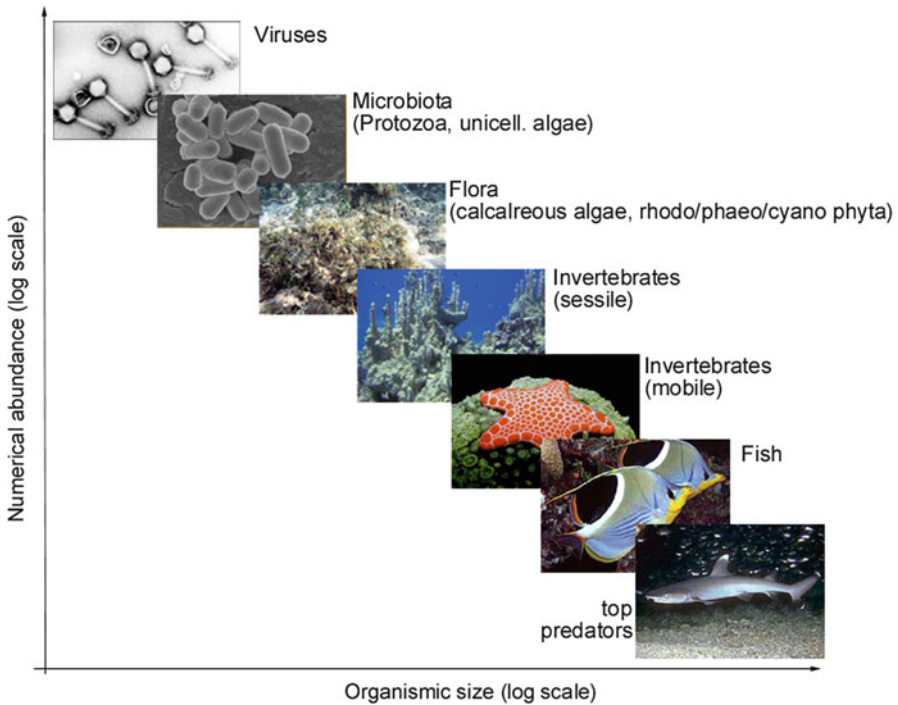 Viruses
Microbiota
(Protozoa, unicell. algae)
Flora
(calcalreous algae, rhodo/phaeo/cyano phyta)
Invertebrates
(sessile)
Invertebrates
(mobile)
Fish
top
predators
Numerical abundance (log scale)
Organismic size (log scale)